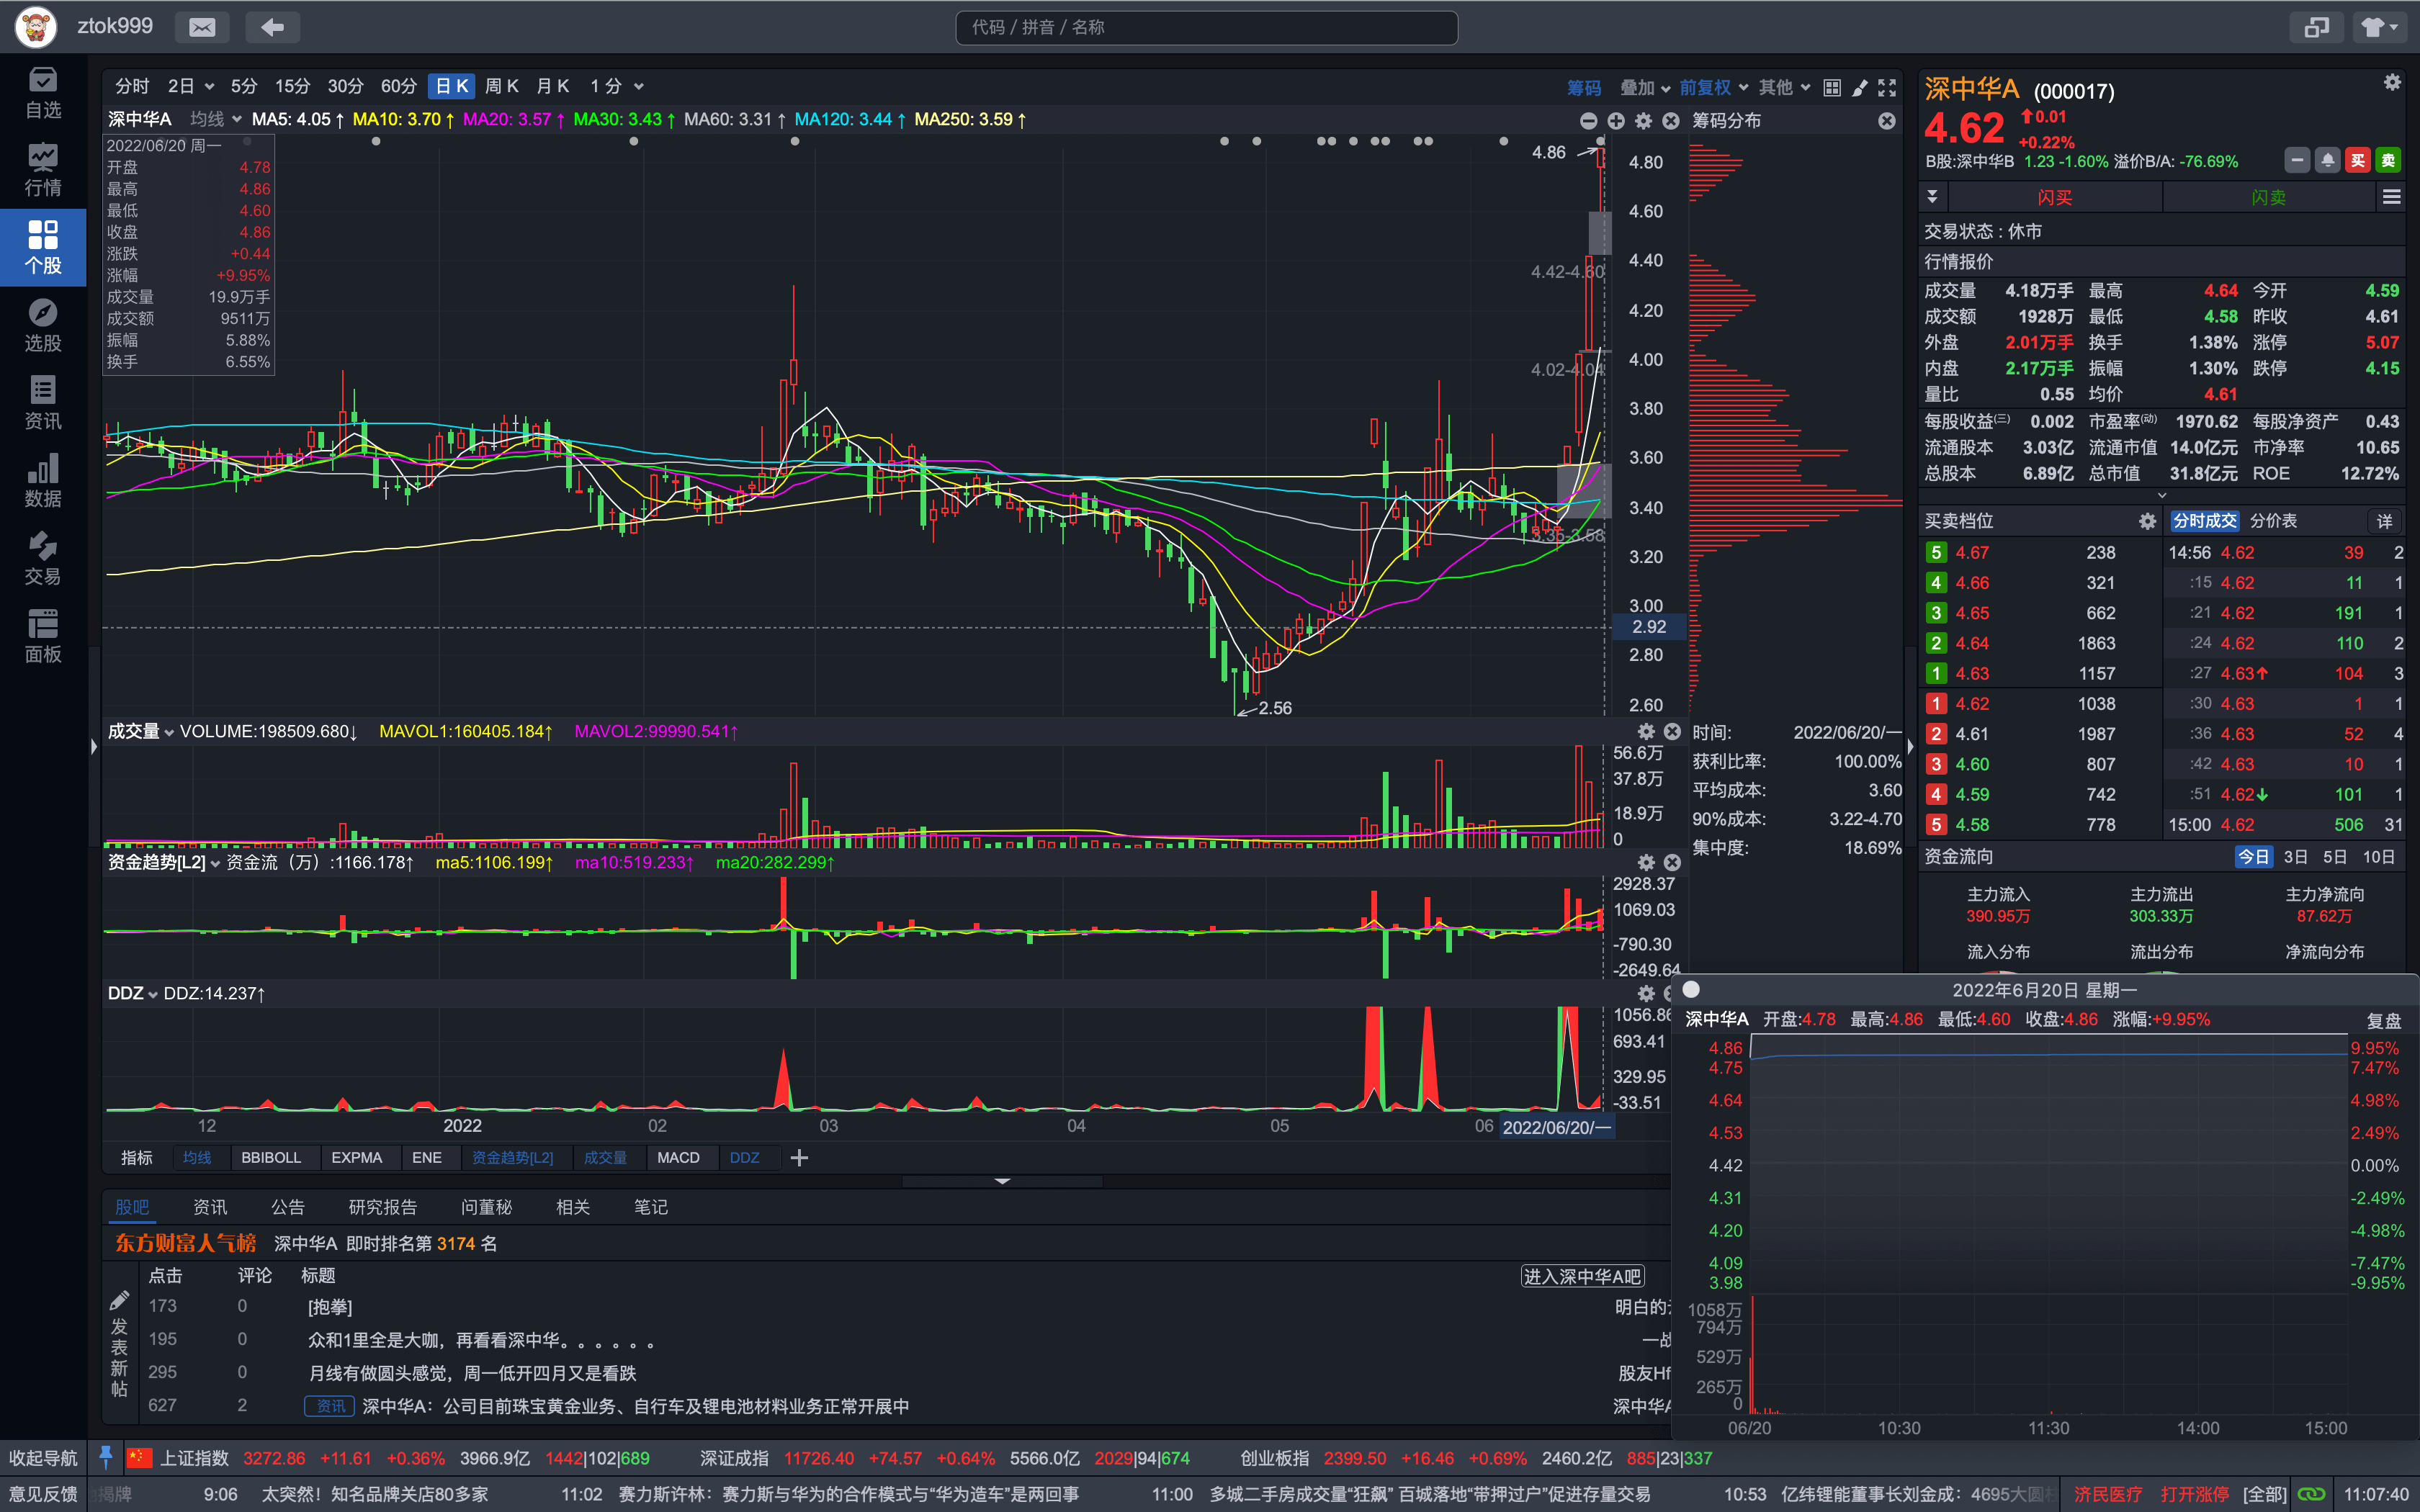 ztok999
代码 / 拼音 / 名称
自选
行情
个股
选股
资讯
数据
交易
面板
分时 2日 5分 15分 30分 60分 日K 周K 月K 1 分
筹码 叠加 前复权 其他
深中华A 均线 MA5: 4.05↑ MA10: 3.70↑ MA20: 3.57↑ MA30: 3.43↑ MA60: 3.31↑ MA120: 3.44↑ MA250: 3.59↑
筹码分布
2022/06/20 周一
开盘 4.78
最高 4.86
最低 4.60
收盘 4.86
涨跌 +0.44
涨幅 +9.95%
成交量 19.9万手
成交额 9511万
振幅 5.88%
换手 6.55%
4.86
4.42-4.60
4.02-4.04
3.35-3.58
2.56
4.80
4.60
4.40
4.20
4.00
3.80
3.60
3.40
3.20
3.00
2.92
2.80
2.60
成交量 VOLUME:198509.680↓ MAVOL1:160405.184↑ MAVOL2:99990.541↑
56.6万
37.8万
18.9万
0
时间: 2022/06/20/一
获利比率: 100.00%
平均成本: 3.60
90%成本: 3.22-4.70
集中度: 18.69%
资金趋势[L2] 资金流（万）:1166.178↑ ma5:1106.199↑ ma10:519.233↑ ma20:282.299↑
2928.37
1069.03
-790.30
-2649.64
DDZ DDZ:14.237↑
1056.86
693.41
329.95
-33.51
12 2022 02 03 04 05 06 2022/06/20/一
指标 均线 BBIBOLL EXPMA ENE 资金趋势[L2] 成交量 MACD DDZ
股吧 资讯 公告 研究报告 问董秘 相关 笔记
东方财富人气榜 深中华A 即时排名第 3174 名
点击 评论 标题 进入深中华A吧
发表新帖
173 0 [抱拳] 明白的
195 0 众和1里全是大咖，再看看深中华。。。。。。 一战
295 0 月线有做圆头感觉，周一低开四月又是看跌 股友Hf
627 2 资讯 深中华A：公司目前珠宝黄金业务、自行车及锂电池材料业务正常开展中 深中华A
深中华A (000017)
4.62 0.01
+0.22%
B股:深中华B 1.23 -1.60% 溢价B/A: -76.69% 买 卖
闪买 闪卖
交易状态 : 休市
行情报价
成交量 4.18万手 最高 4.64 今开 4.59
成交额 1928万 最低 4.58 昨收 4.61
外盘 2.01万手 换手 1.38% 涨停 5.07
内盘 2.17万手 振幅 1.30% 跌停 4.15
量比 0.55 均价 4.61
每股收益(三) 0.002 市盈率(动) 1970.62 每股净资产 0.43
流通股本 3.03亿 流通市值 14.0亿元 市净率 10.65
总股本 6.89亿 总市值 31.8亿元 ROE 12.72%
买卖档位 分时成交 分价表 详
5 4.67 238
4 4.66 321
3 4.65 662
2 4.64 1863
1 4.63 1157
1 4.62 1038
2 4.61 1987
3 4.60 807
4 4.59 742
5 4.58 778
14:56 4.62 39 2
:15 4.62 11 1
:21 4.62 191 1
:24 4.62 110 2
:27 4.63↑ 104 3
:30 4.63 1 1
:36 4.63 52 4
:42 4.63 10 1
:51 4.62↓ 101 1
15:00 4.62 506 31
资金流向 今日 3日 5日 10日
主力流入 主力流出 主力净流向
390.95万 303.33万 87.62万
流入分布 流出分布 净流向分布
2022年6月20日 星期一
深中华A 开盘:4.78 最高:4.86 最低:4.60 收盘:4.86 涨幅:+9.95% 复盘
4.86 9.95%
4.75 7.47%
4.64 4.98%
4.53 2.49%
4.42 0.00%
4.31 -2.49%
4.20 -4.98%
4.09 -7.47%
3.98 -9.95%
1058万
794万
529万
265万
0
06/20 10:30 11:30 14:00 15:00
收起导航 上证指数 3272.86 +11.61 +0.36% 3966.9亿 1442|102|689 深证成指 11726.40 +74.57 +0.64% 5566.0亿 2029|94|674 创业板指 2399.50 +16.46 +0.69% 2460.2亿 885|23|337
意见反馈 揭牌 9:06 太突然！知名品牌关店80多家 11:02 赛力斯许林：赛力斯与华为的合作模式与“华为造车”是两回事 11:00 多城二手房成交量“狂飙” 百城落地“带押过户”促进存量交易 10:53 亿纬锂能董事长刘金成：4695大圆 济民医疗 打开涨停 [全部] 11:07:40